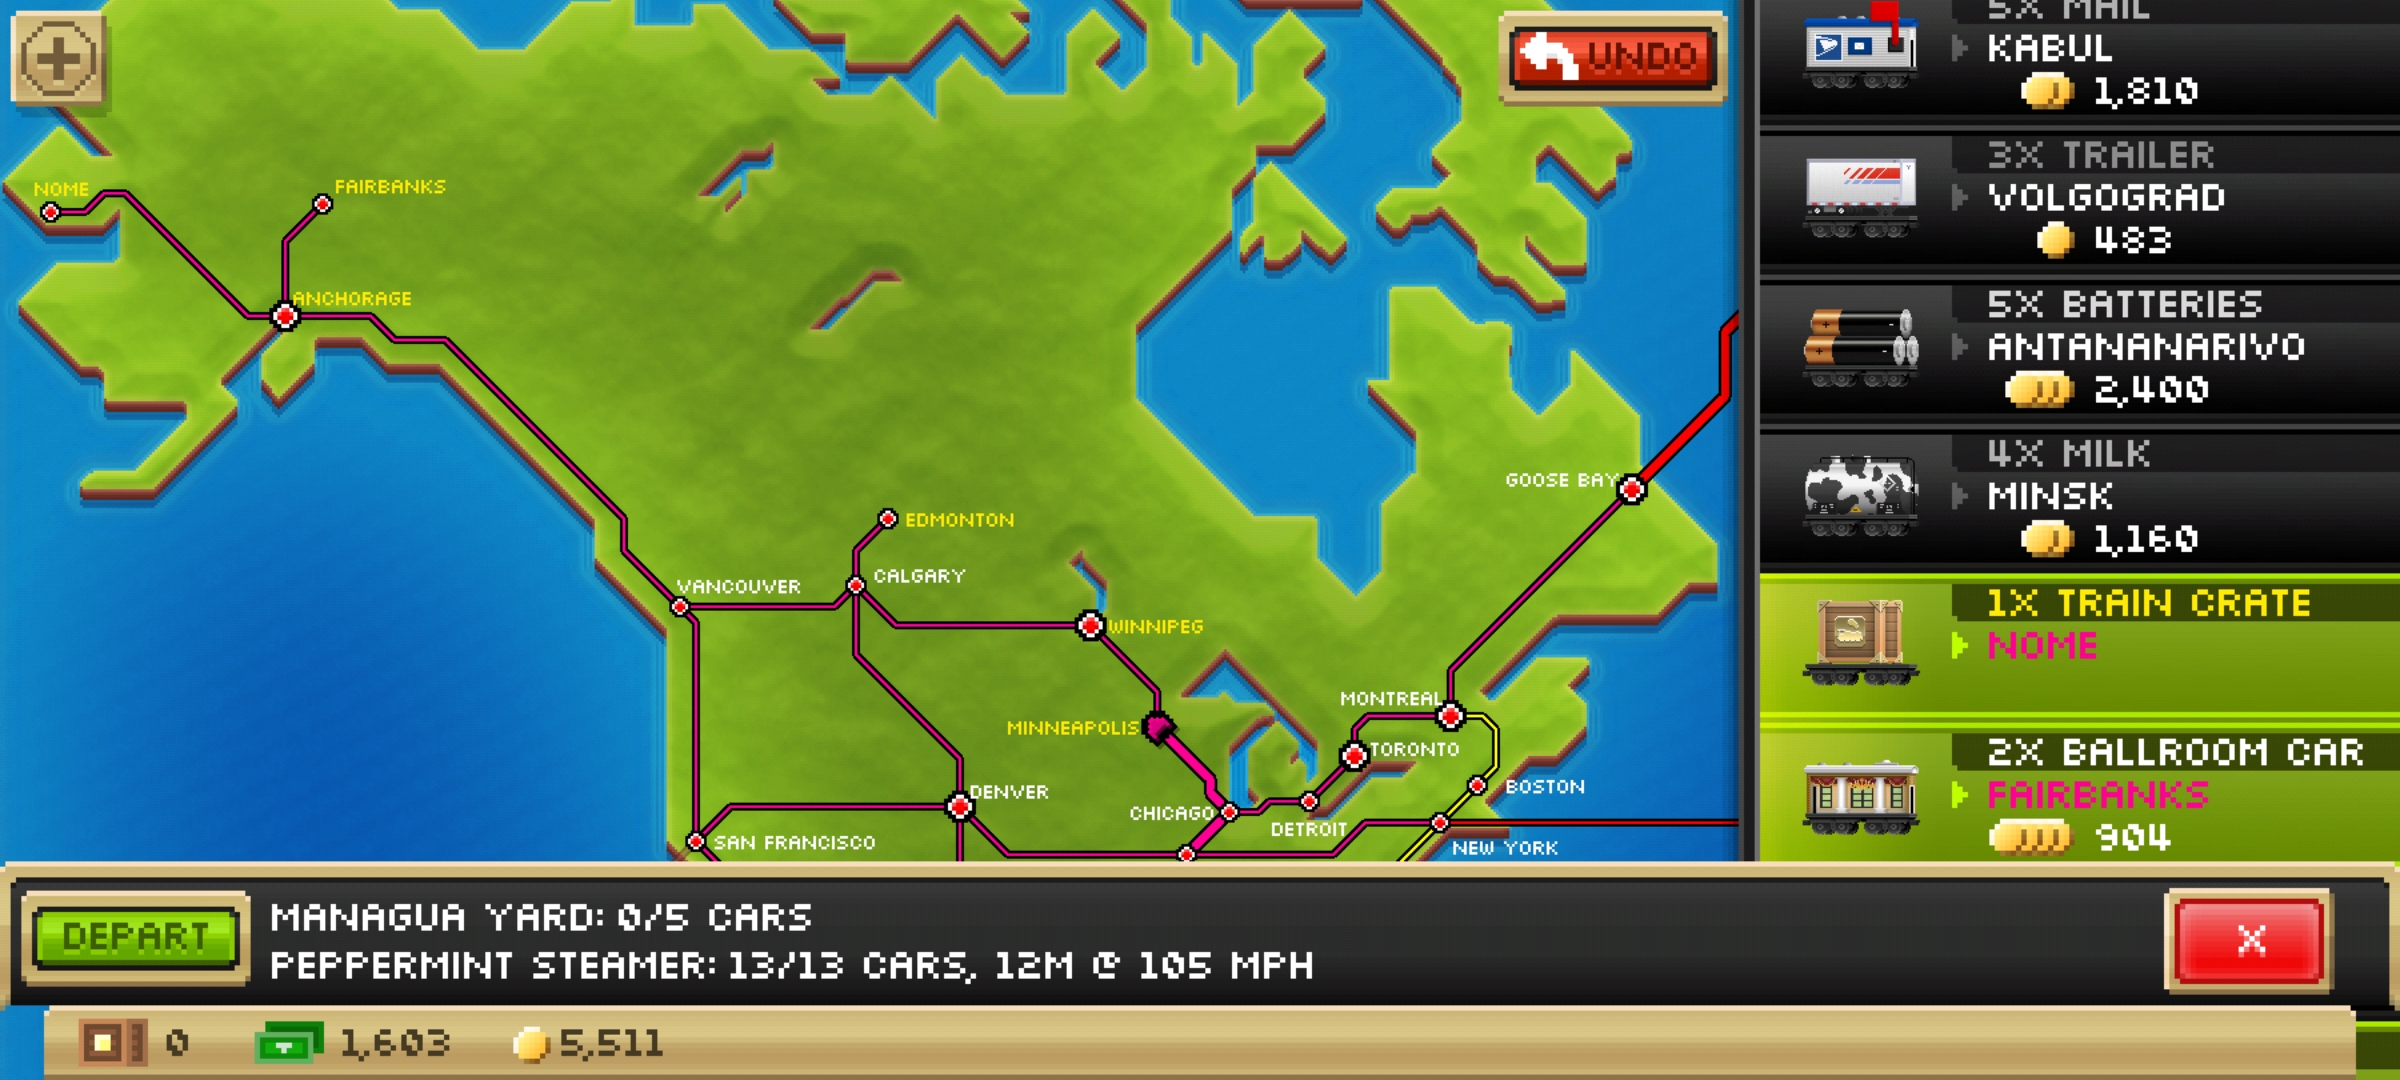 UNDO
NOME
FAIRBANKS
ANCHORAGE
EDMONTON
VANCOUVER
CALGARY
WINNIPEG
GOOSE BAY
MINNEAPOLIS
MONTREAL
TORONTO
DENVER
CHICAGO
BOSTON
DETROIT
SAN FRANCISCO
NEW YORK
5X MAIL
KABUL
1,810
3X TRAILER
VOLGOGRAD
483
5X BATTERIES
ANTANANARIVO
2,400
4X MILK
MINSK
1,160
1X TRAIN CRATE
NOME
2X BALLROOM CAR
FAIRBANKS
904
DEPART
MANAGUA YARD: 0/5 CARS
PEPPERMINT STEAMER: 13/13 CARS, 12M @ 105 MPH
X
0
1,603
5,511